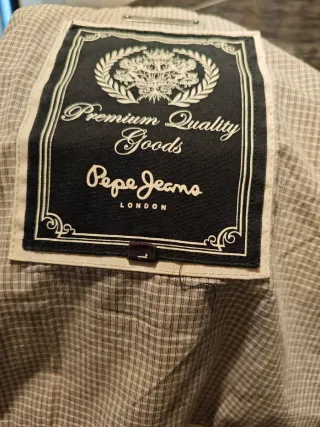 Premium Quality
Goods
Pepe Jeans
LONDON
L